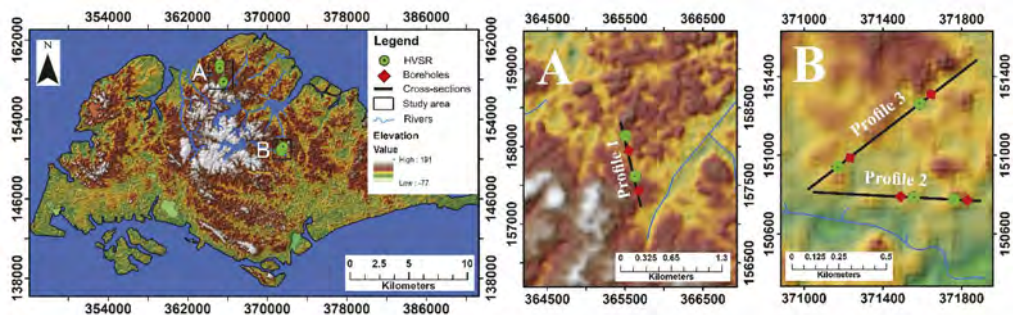 354000 362000 370000 378000 386000
162000
154000
146000
138000
N
A
B
Legend
HVSR
Boreholes
Cross-sections
Study area
Rivers
Elevation
Value
High : 191
Low : -77
0 2.5 5 10
Kilometers
354000 362000 370000 378000 386000
162000
154000
146000
138000
364500 365500 366500
159000
158000
157000
158500
157500
156500
A
Profile 1
0 0.325 0.65 1.3
Kilometers
364500 365500 366500
371000 371400 371800
151400
151000
150600
B
Profile 3
Profile 2
0 0.125 0.25 0.5
Kilometers
371000 371400 371800
151400
151000
150600